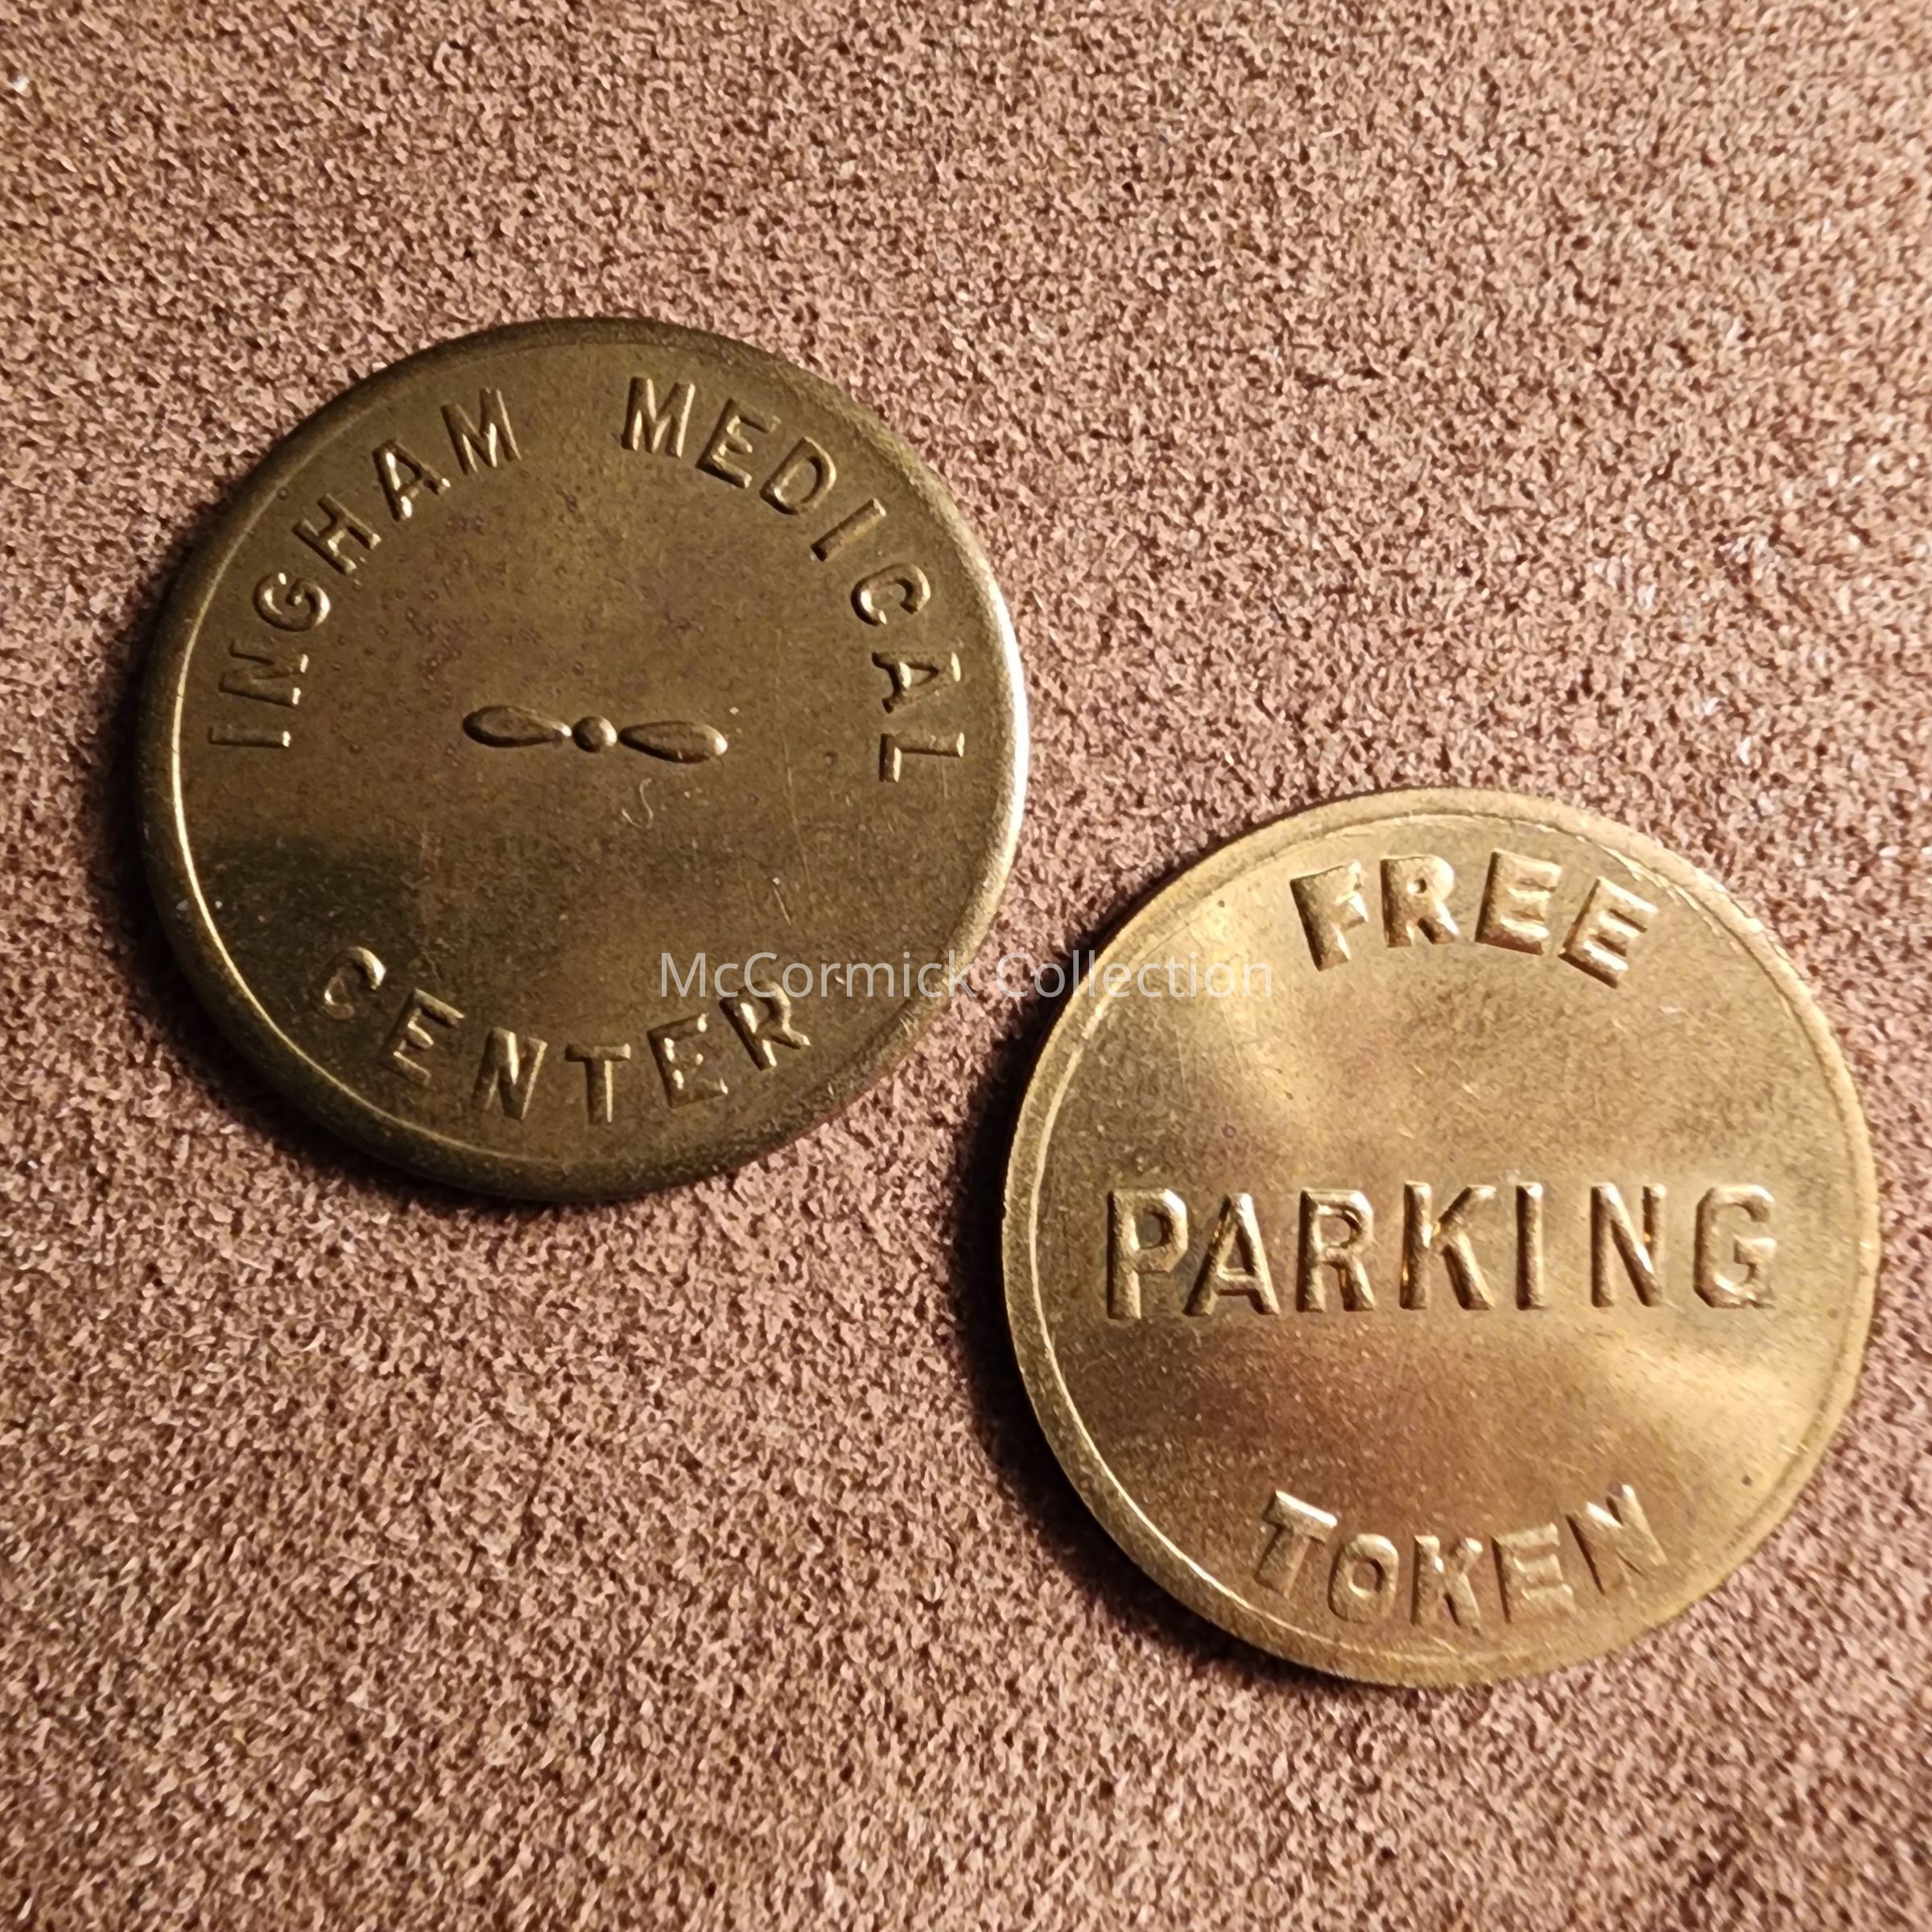 INGHAM MEDICAL
CENTER
McCormick Collection
FREE
PARKING
TOKEN